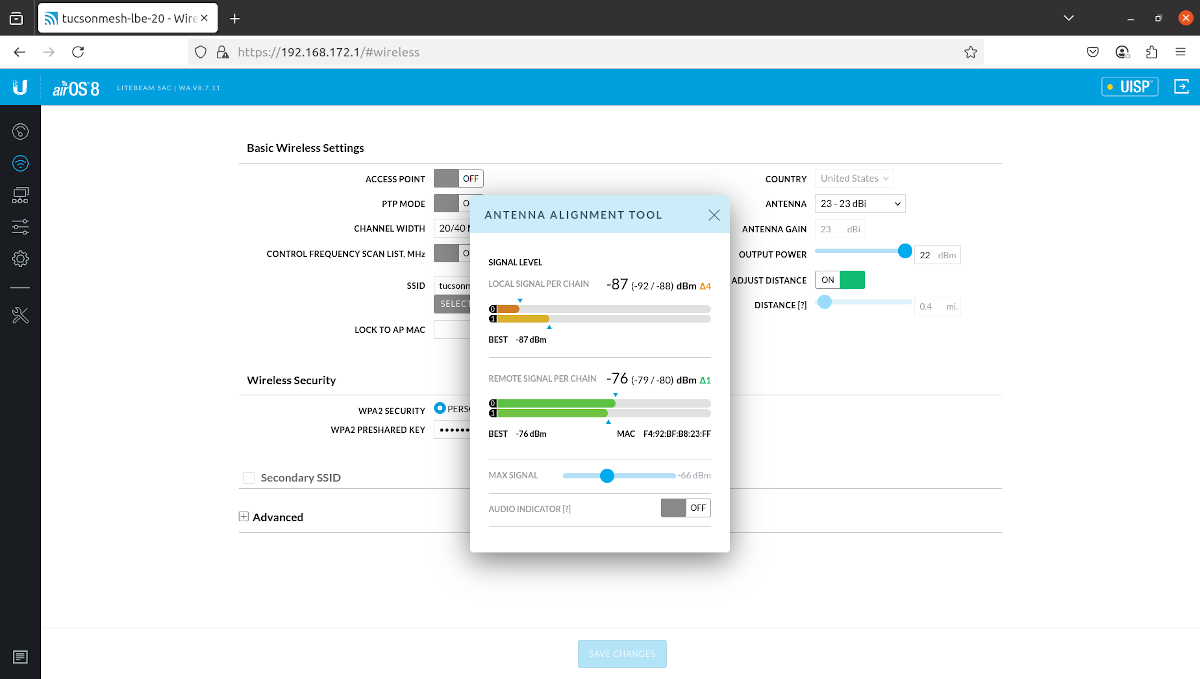 tucsonmesh-lbe-20 - Wire
https://192.168.172.1/#wireless
U airOS 8 LITEBEAM 5AC | WA.V8.7.11 UISP
Basic Wireless Settings
ACCESS POINT OFF
PTP MODE O
CHANNEL WIDTH 20/40 M
CONTROL FREQUENCY SCAN LIST, MHz O
SSID tucsonm
SELECT
LOCK TO AP MAC
COUNTRY United States
ANTENNA 23 - 23 dBi
ANTENNA GAIN 23 dBi
OUTPUT POWER 22 dBm
ADJUST DISTANCE ON
DISTANCE [?] 0.4 mi.
Wireless Security
WPA2 SECURITY PERSO
WPA2 PRESHARED KEY ••••••
Secondary SSID
Advanced
ANTENNA ALIGNMENT TOOL
SIGNAL LEVEL
LOCAL SIGNAL PER CHAIN -87 (-92 / -88) dBm Δ4
0
1
BEST -87 dBm
REMOTE SIGNAL PER CHAIN -76 (-79 / -80) dBm Δ1
0
1
BEST -76 dBm MAC F4:92:BF:B8:23:FF
MAX SIGNAL -66 dBm
AUDIO INDICATOR [?] OFF
SAVE CHANGES